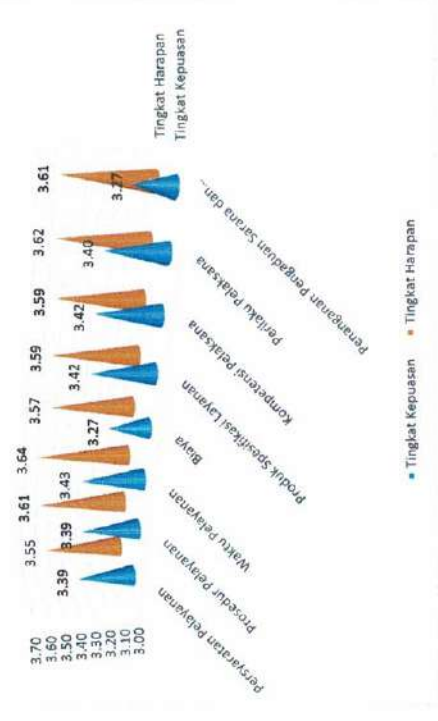 3.70
3.60
3.50
3.40
3.30
3.20
3.10
3.00
3.39
3.55
3.39
3.61
3.43
3.64
3.27
3.57
3.42
3.59
3.42
3.59
3.40
3.62
3.27
3.61
Tingkat Harapan
Tingkat Kepuasan
Persyaratan Pelayanan
Prosedur Pelayanan
Waktu Pelayanan
Biaya
Produk Spesifikasi Layanan
Kompetensi Pelaksana
Perilaku Pelaksana
Penanganan Pengaduan Sarana dan...
Tingkat Kepuasan
Tingkat Harapan